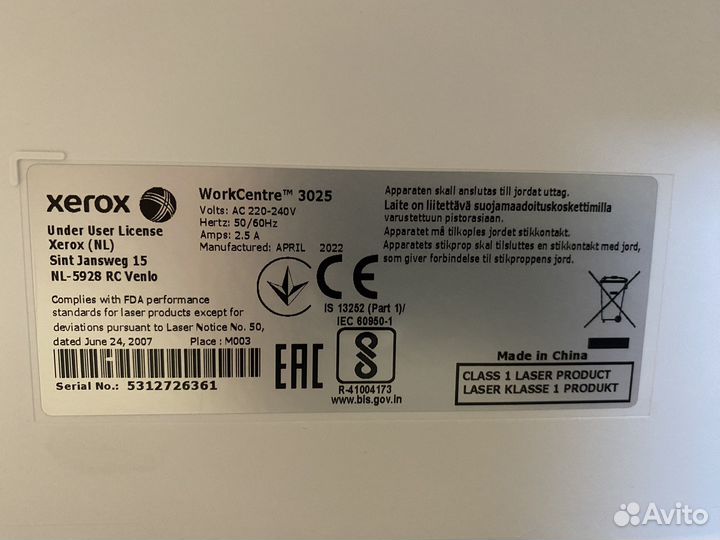 xerox
WorkCentre™ 3025
Volts: AC 220-240V
Hertz: 50/60Hz
Amps: 2.5 A
Manufactured: APRIL 2022
Under User License
Xerox (NL)
Sint Jansweg 15
NL-5928 RC Venlo
Complies with FDA performance
standards for laser products except for
deviations pursuant to Laser Notice No. 50,
dated June 24, 2007 Place : M003
Serial No.: 5312726361
CE
IS 13252 (Part 1)/
IEC 60950-1
EAC
R-41004173
www.bis.gov.in
Apparaten skall anslutas till jordat uttag.
Laite on liitettävä suojamaadoituskoskettimilla
varustettuun pistorasiaan.
Apparatet må tilkoples jordet stikkontakt.
Apparatets stikprop skal tilsluttes en stikkontakt med jord,
som giver forbindelse til stikproppens jord.
Made in China
CLASS 1 LASER PRODUCT
LASER KLASSE 1 PRODUKT
Avito